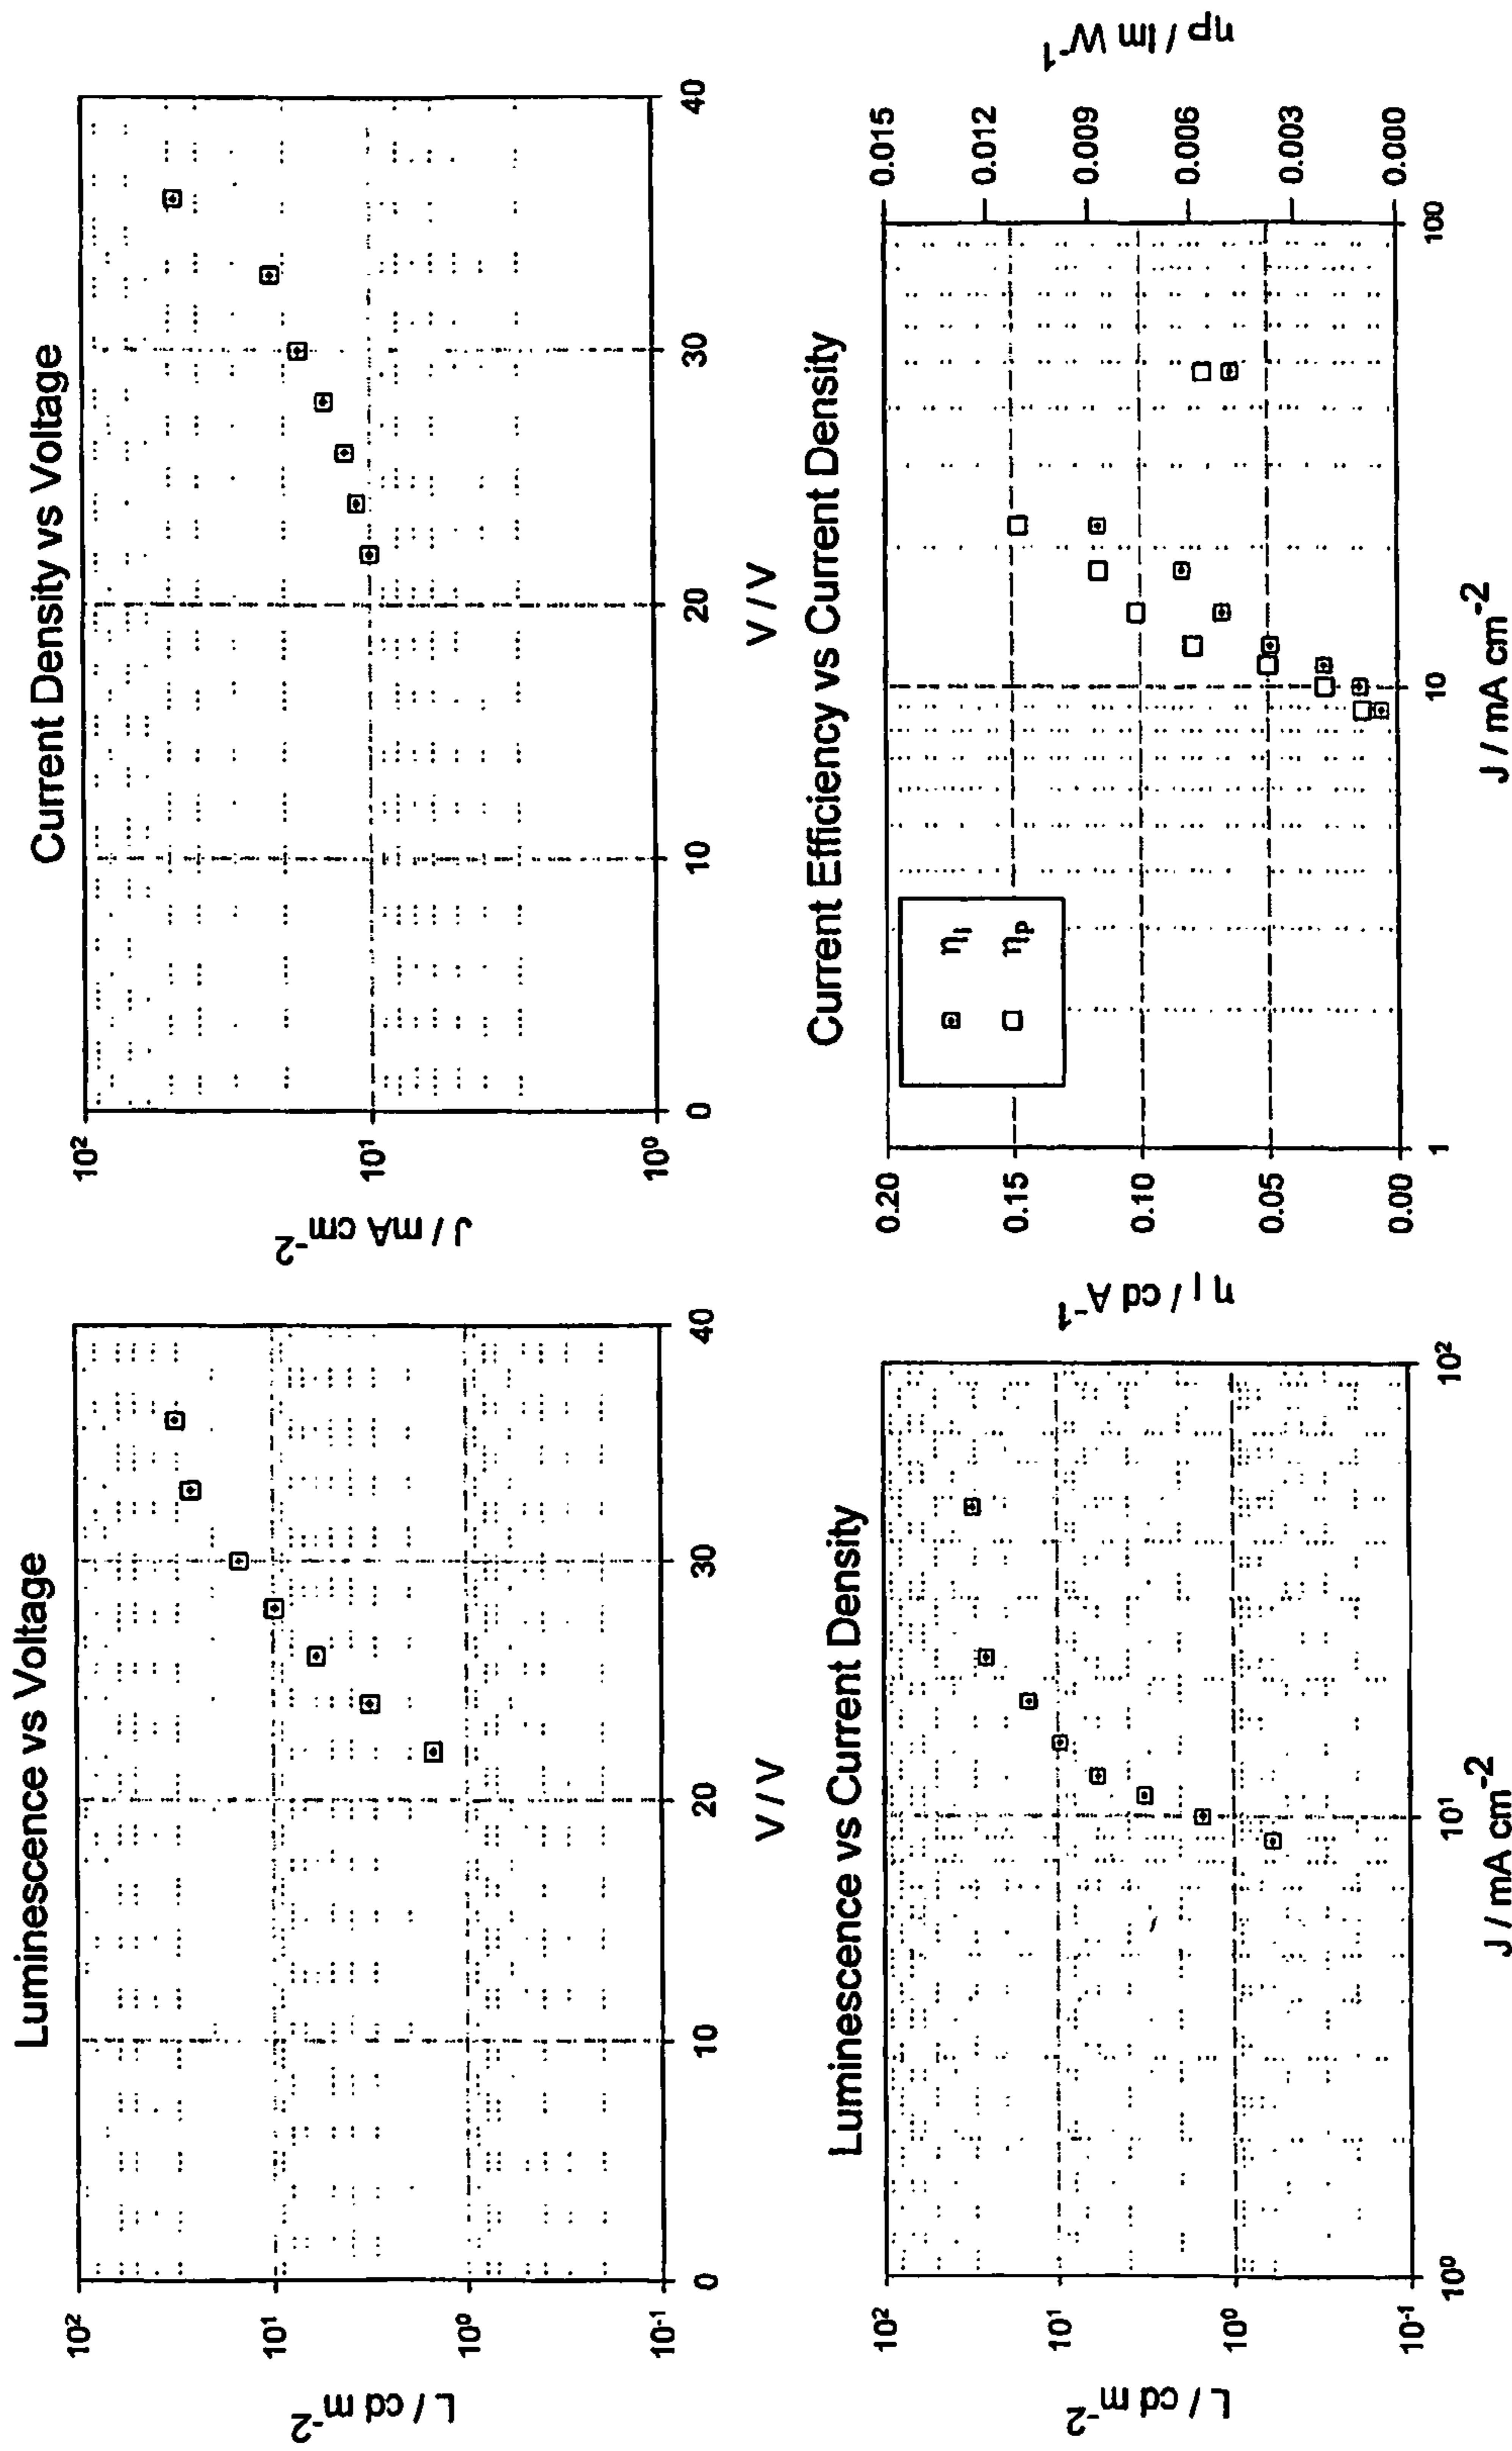 Luminescence vs Voltage
L / cd m-2
10²
10¹
10⁰
10-¹
0
10
20
30
40
V / V
Current Density vs Voltage
J / mA cm-2
10²
10¹
10⁰
0
10
20
30
40
V / V
Luminescence vs Current Density
L / cd m-2
10²
10¹
10⁰
10-¹
10⁰
10¹
10²
J / mA cm-2
Current Efficiency vs Current Density
η l / cd A-1
0.20
0.15
0.10
0.05
0.00
ηl
ηp
1
10
100
J / mA cm-2
0.015
0.012
0.009
0.006
0.003
0.000
ηp / lm W-1